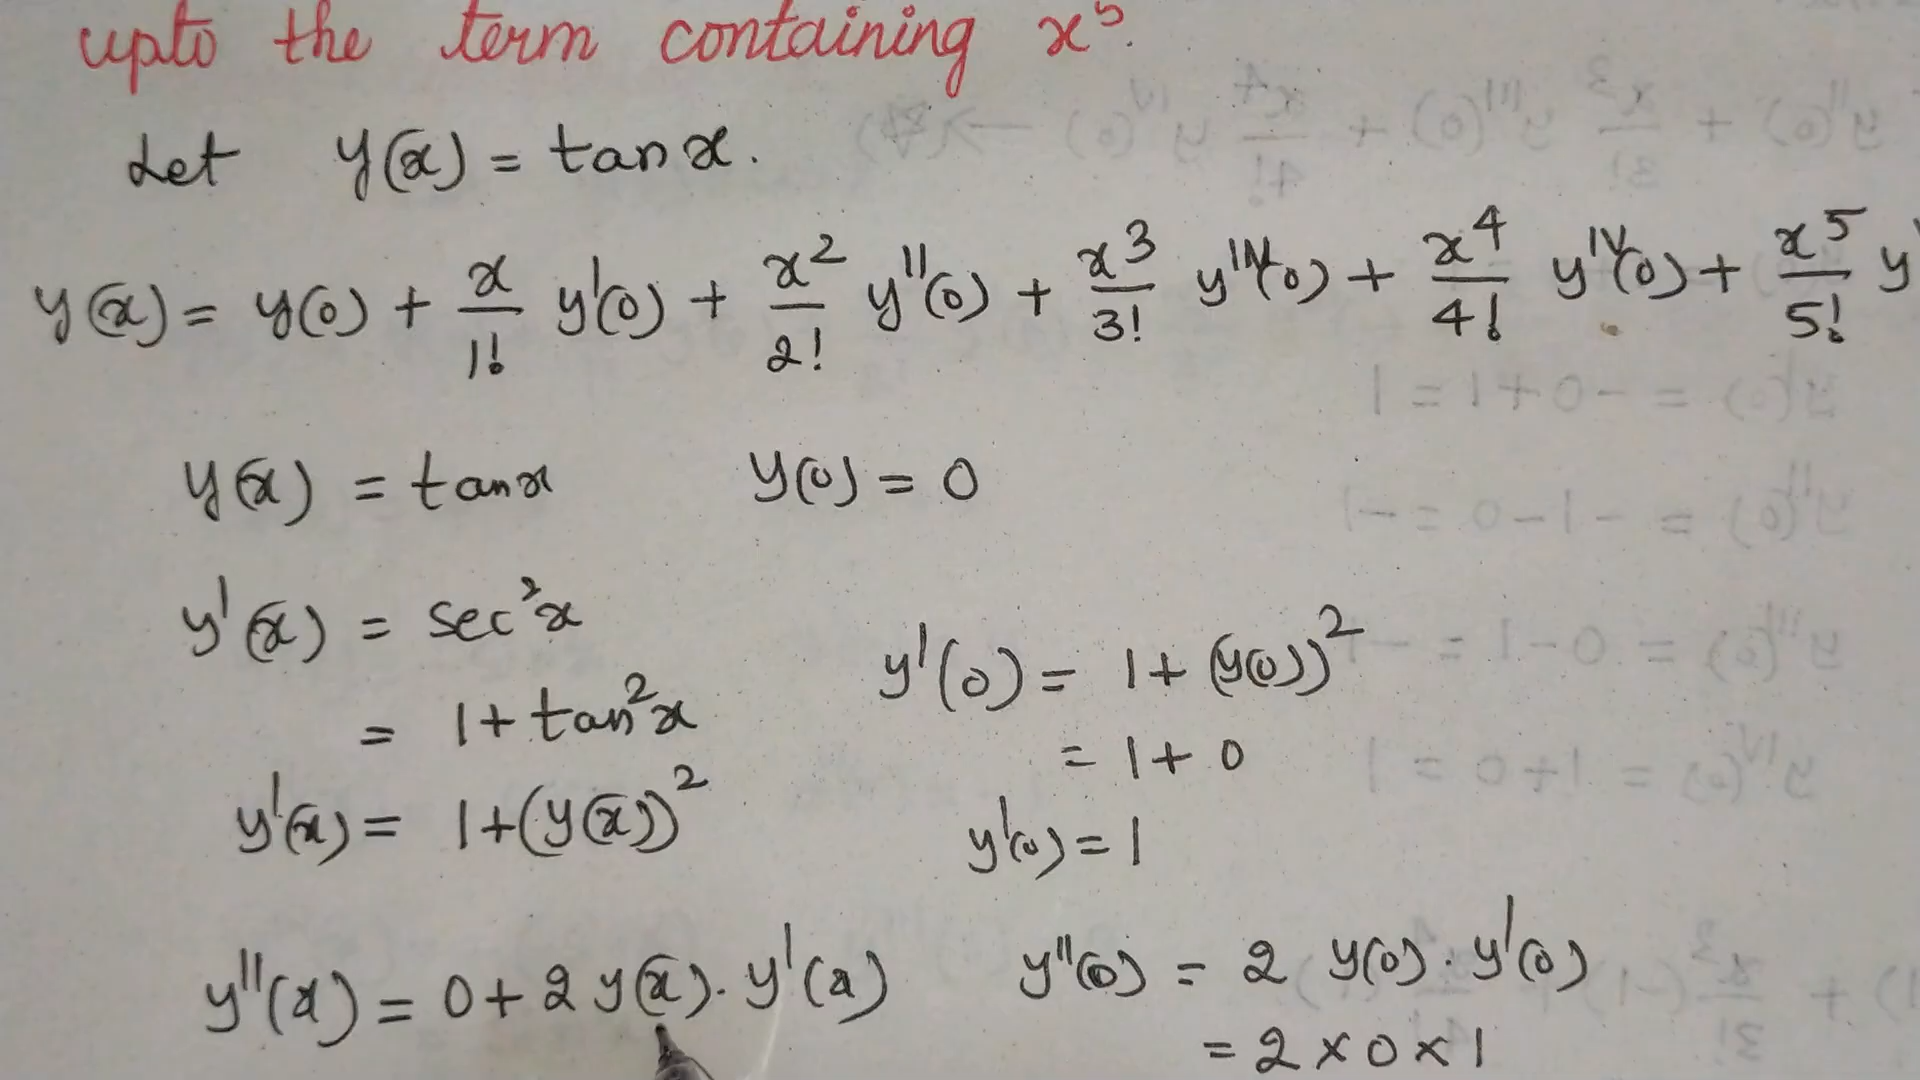 upto the term containing x⁵.
Let y(x) = tan x.
y(x) = y(0) + x/1! y'(0) + x²/2! y''(0) + x³/3! y'''(0) + x⁴/4! yᴵⱽ(0) + x⁵/5! y
y(x) = tanx y(0) = 0
y'(x) = sec²x
y'(0) = 1 + (y(0))²
= 1 + tan²x
= 1 + 0
y'(x) = 1 + (y(x))²
y'(0) = 1
y''(x) = 0 + 2 y(x) . y'(x) y''(0) = 2 y(0) . y'(0)
= 2 × 0 × 1